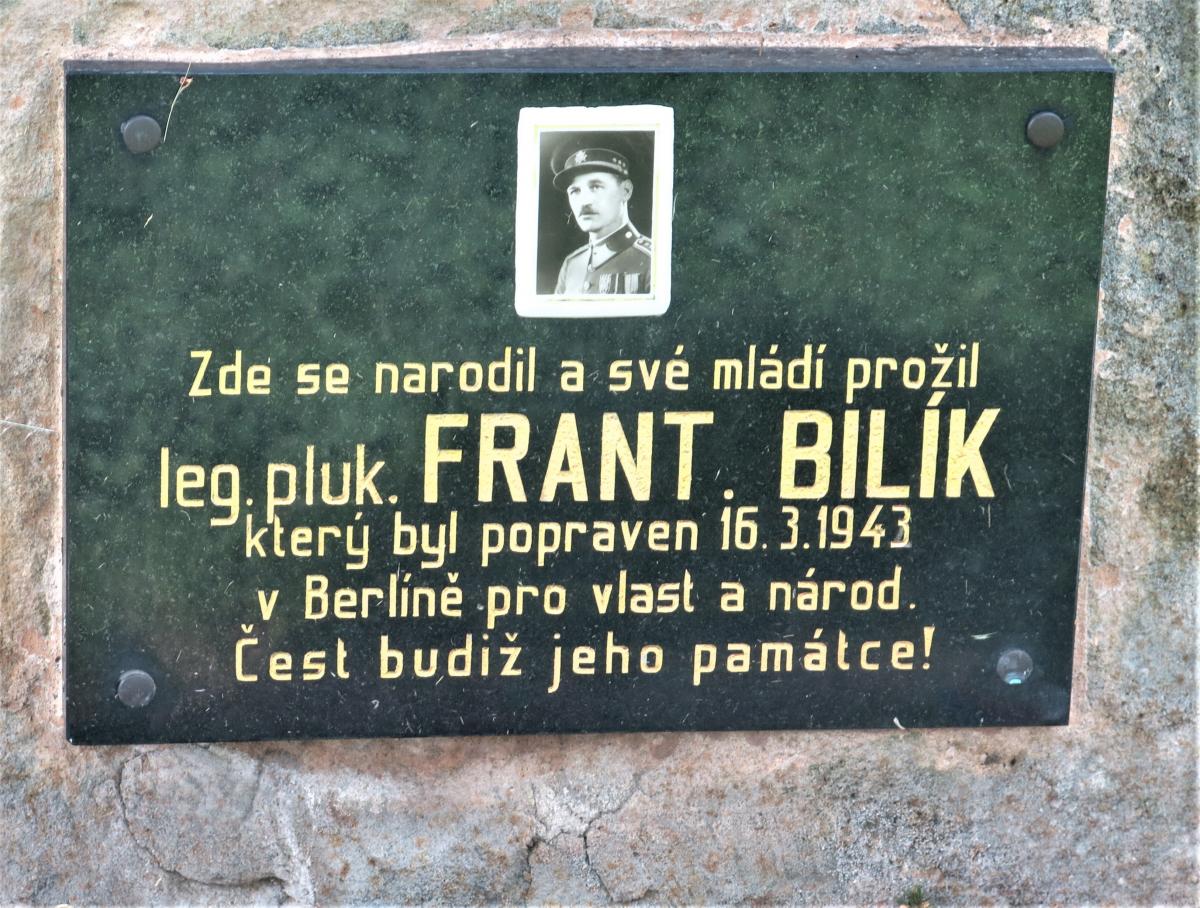 Zde se narodil a své mládí prožil
leg. pluk. FRANT. BILÍK
který byl popraven 16. 3. 1943
v Berlíně pro vlast a národ.
Čest budiž jeho památce!